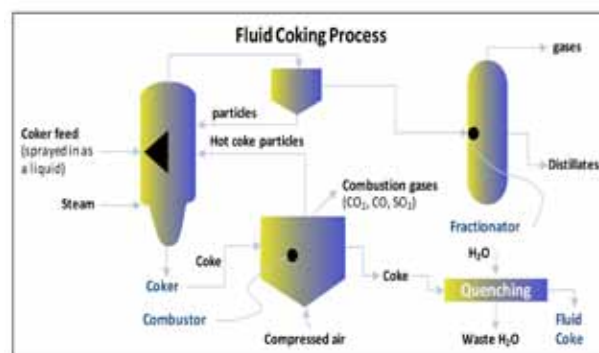 Fluid Coking Process
gases
particles
Coker feed
(sprayed in as
a liquid)
Hot coke particles
Distillates
Combustion gases
(CO₂, CO, SO₂)
Steam
Fractionator
H₂O
Coke
Coker
Coke
Quenching
Combustor
Compressed air
Waste H₂O
Fluid
Coke